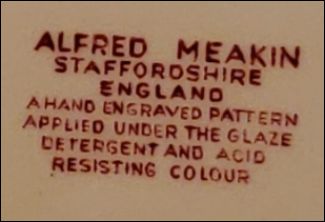 ALFRED MEAKIN
STAFFORDSHIRE
ENGLAND
A HAND ENGRAVED PATTERN
APPLIED UNDER THE GLAZE
DETERGENT AND ACID
RESISTING COLOUR